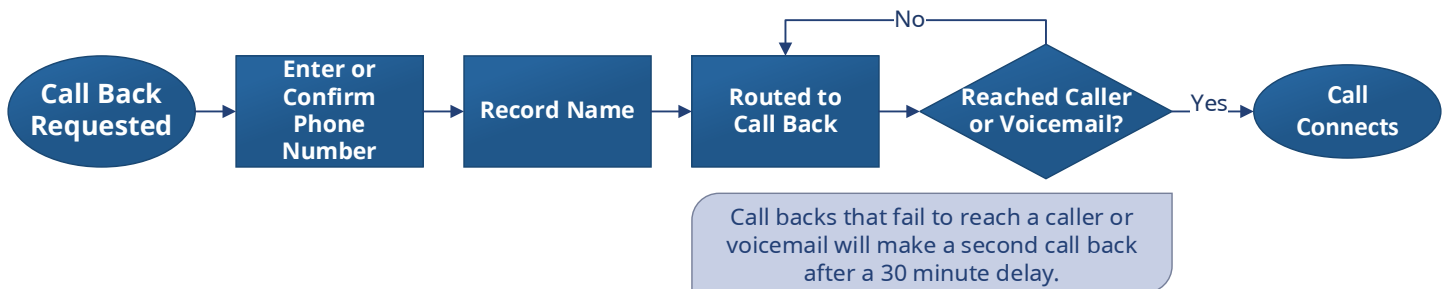 No
Call Back
Requested
Enter or
Confirm
Phone
Number
Record Name
Routed to
Call Back
Reached Caller
or Voicemail?
Yes
Call
Connects
Call backs that fail to reach a caller or
voicemail will make a second call back
after a 30 minute delay.